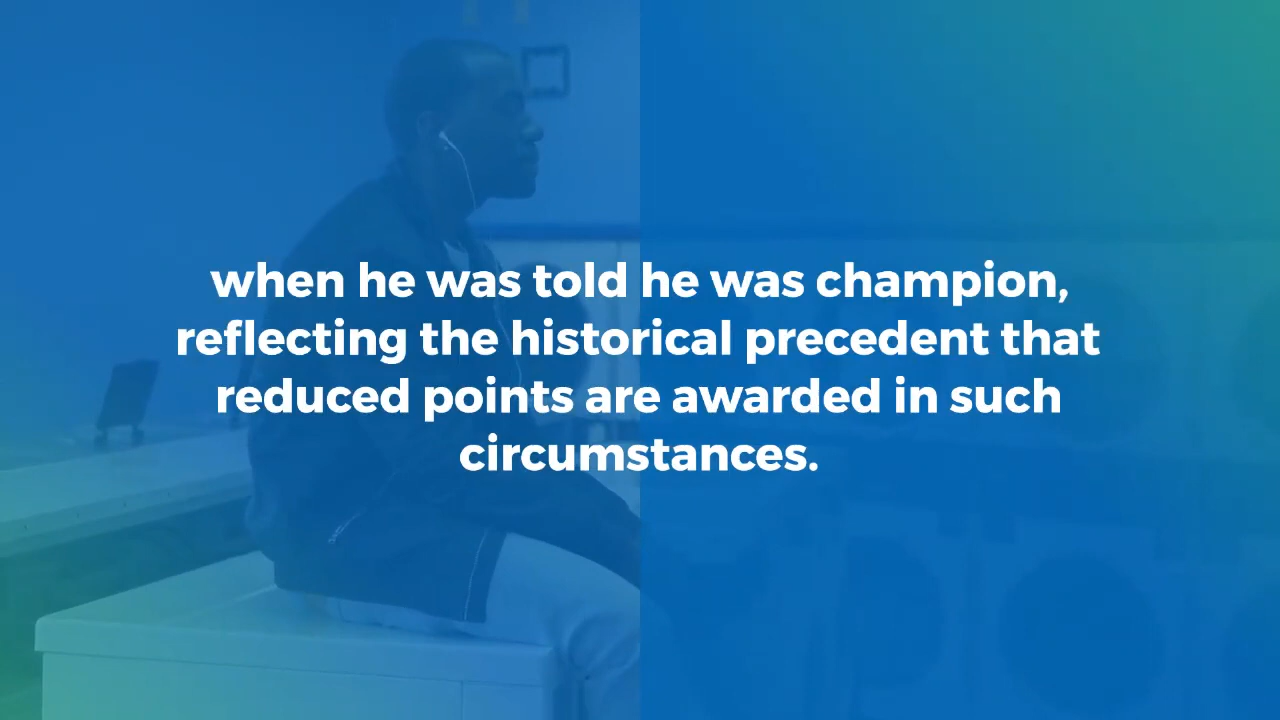 when he was told he was champion,
reflecting the historical precedent that
reduced points are awarded in such
circumstances.